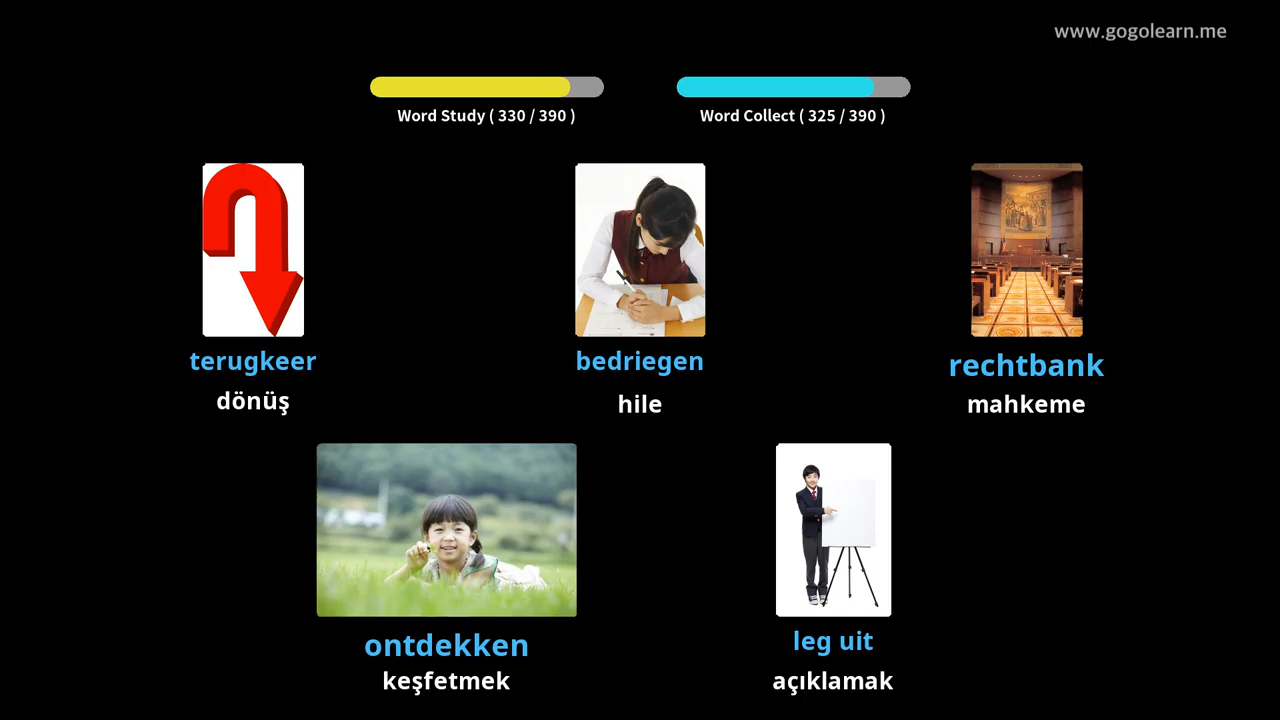 www.gogolearn.me
Word Study ( 330 / 390 )
Word Collect ( 325 / 390 )
terugkeer
dönüş
bedriegen
hile
rechtbank
mahkeme
ontdekken
keşfetmek
leg uit
açıklamak